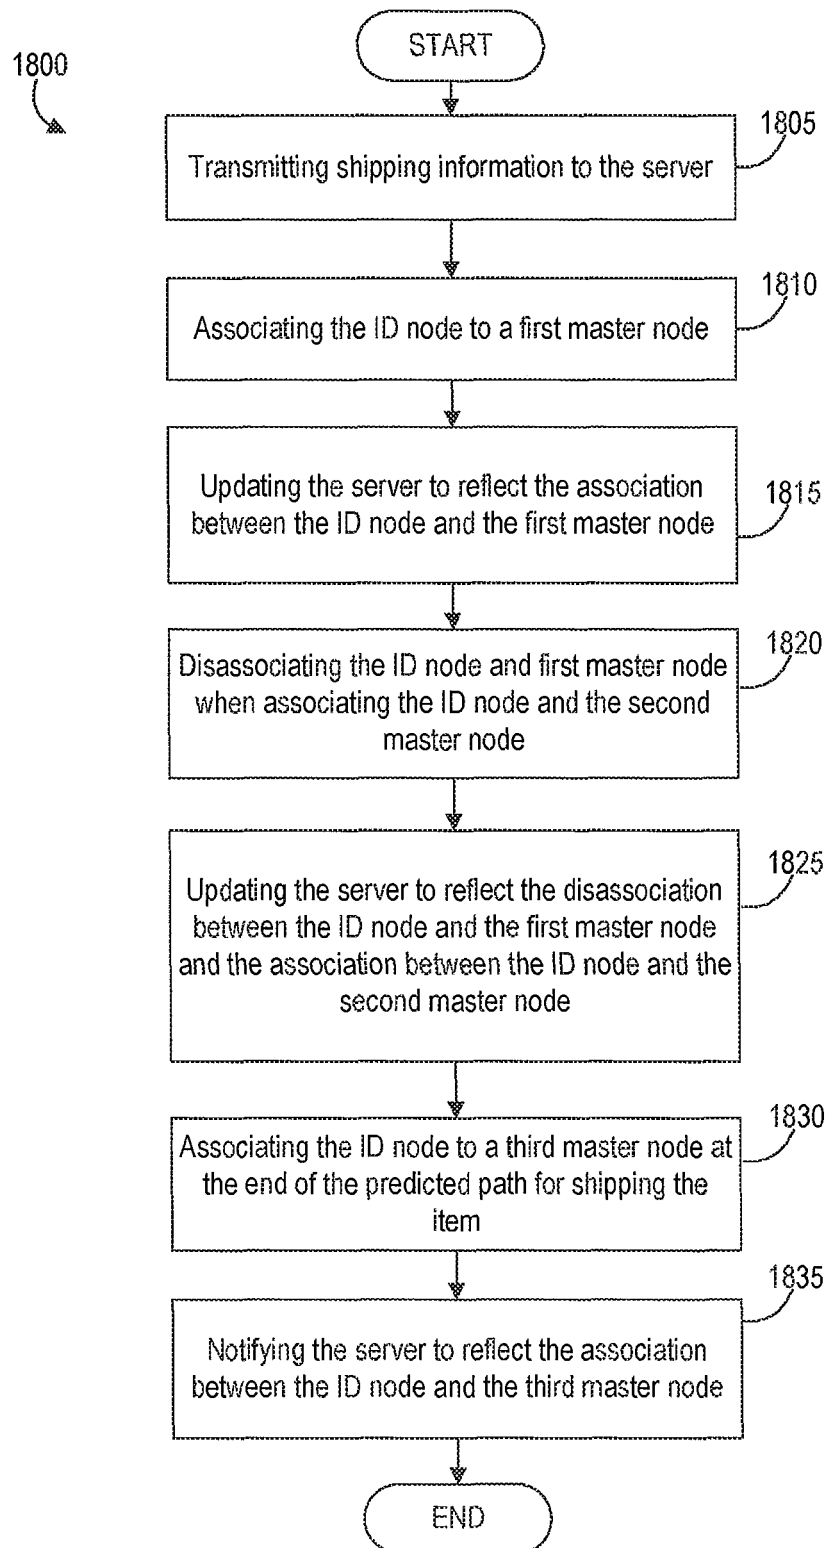 START
1800
1805
Transmitting shipping information to the server
1810
Associating the ID node to a first master node
Updating the server to reflect the association
between the ID node and the first master node
1815
1820
Disassociating the ID node and first master node
when associating the ID node and the second
master node
1825
Updating the server to reflect the disassociation
between the ID node and the first master node
and the association between the ID node and the
second master node
1830
Associating the ID node to a third master node at
the end of the predicted path for shipping the
item
1835
Notifying the server to reflect the association
between the ID node and the third master node
END